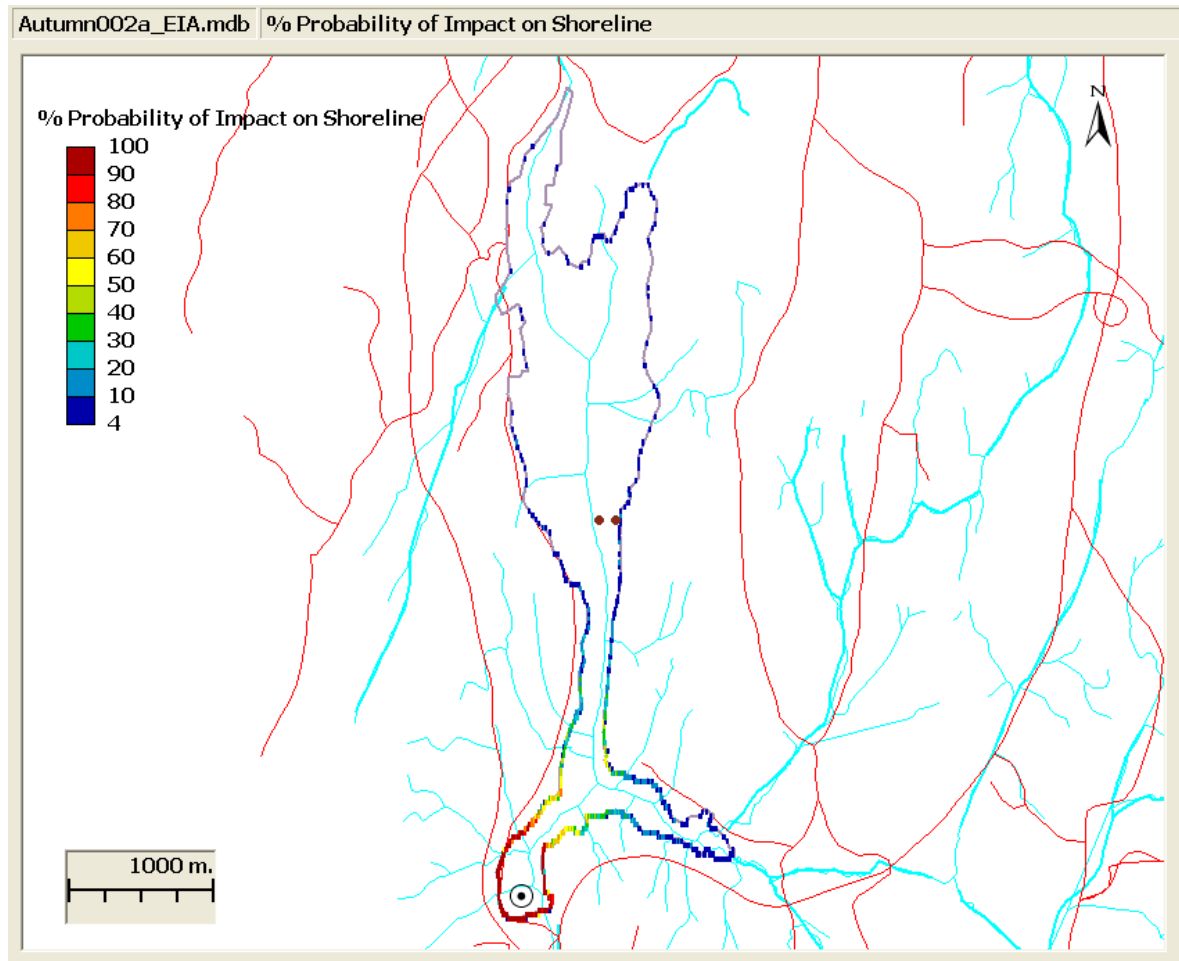 Autumn002a_EIA.mdb % Probability of Impact on Shoreline
% Probability of Impact on Shoreline
100
90
80
70
60
50
40
30
20
10
4
N
1000 m.